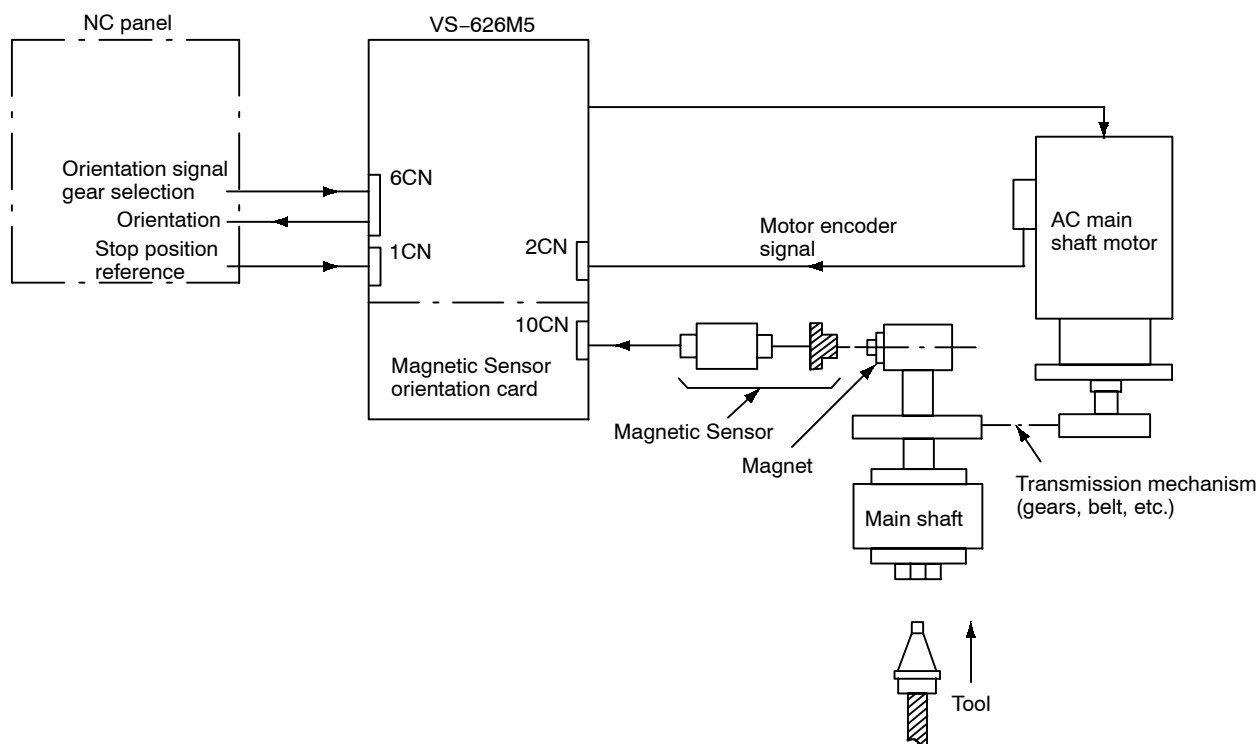 NC panel
VS–626M5
Orientation signal
gear selection
Orientation
Stop position
reference
6CN
1CN
2CN
10CN
Magnetic Sensor
orientation card
Motor encoder
signal
AC main
shaft motor
Magnetic Sensor
Magnet
Transmission mechanism
(gears, belt, etc.)
Main shaft
Tool